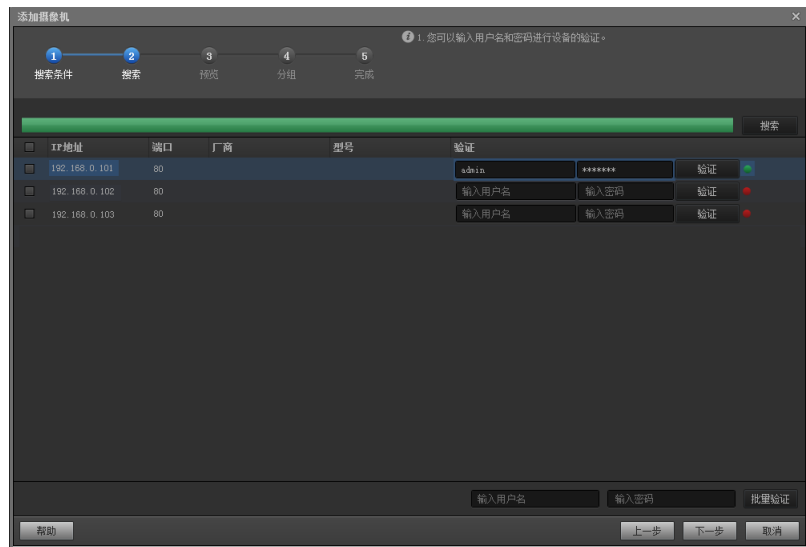 添加摄像机
1. 您可以输入用户名和密码进行设备的验证。
1 2 3 4 5
搜索条件 搜索 预览 分组 完成
搜索
IP地址 端口 厂商 型号 验证
192.168.0.101 80 admin ******* 验证
192.168.0.102 80 输入用户名 输入密码 验证
192.168.0.103 80 输入用户名 输入密码 验证
输入用户名 输入密码 批量验证
帮助 上一步 下一步 取消